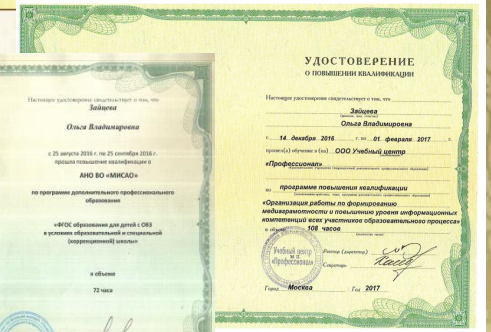 Настоящее удостоверение свидетельствует о том, что
Зайцева
Ольга Владимировна
с 25 августа 2016 г. по 25 сентября 2016 г.
прошла повышение квалификации в
АНО ВО «МИСАО»
по программе дополнительного профессионального
образования
«ФГОС образования для детей с ОВЗ
в условиях образовательной и специальной
(коррекционной) школы»
в объеме
72 часа
УДОСТОВЕРЕНИЕ
О ПОВЫШЕНИИ КВАЛИФИКАЦИИ
Настоящее удостоверение свидетельствует о том, что
Зайцева
Ольга Владимировна
с 14 декабря 2016 г. по 01 февраля 2017 г.
прошел(а) обучение в (на) ООО Учебный центр
«Профессионал»
по программе повышения квалификации
«Организация работы по формированию
медиаграмотности и повышению уровня информационных
компетенций всех участников образовательного процесса»
в объеме 108 часов
Учебный центр
М.П.
«Профессионал»
Ректор (директор)
Секретарь
Город Москва Год 2017